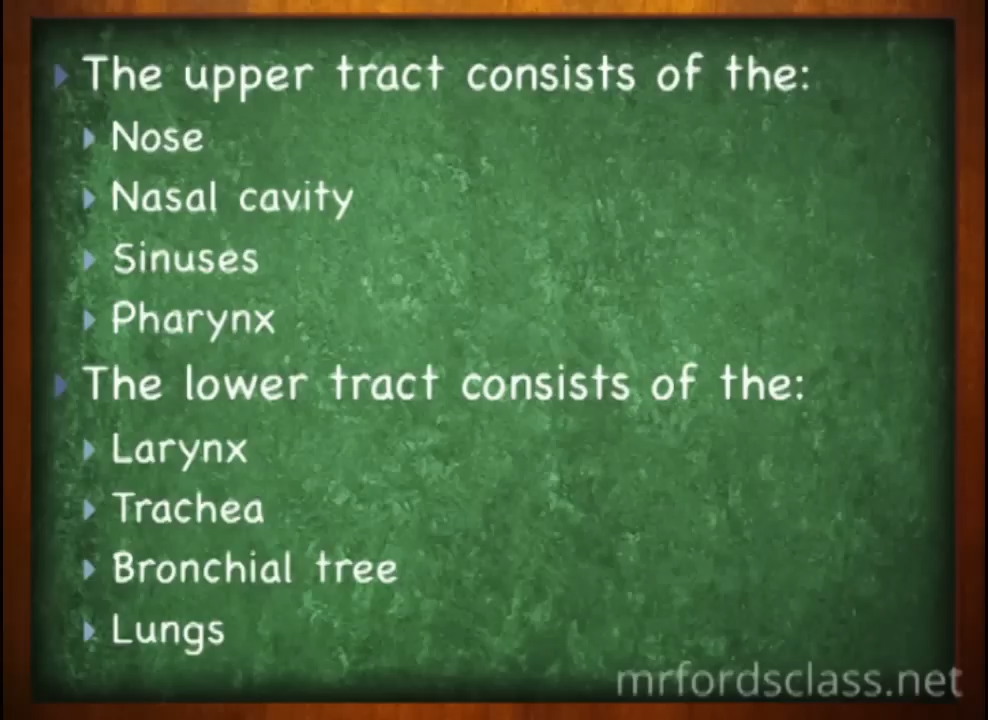 The upper tract consists of the:
Nose
Nasal cavity
Sinuses
Pharynx
The lower tract consists of the:
Larynx
Trachea
Bronchial tree
Lungs
mrfordsclass.net